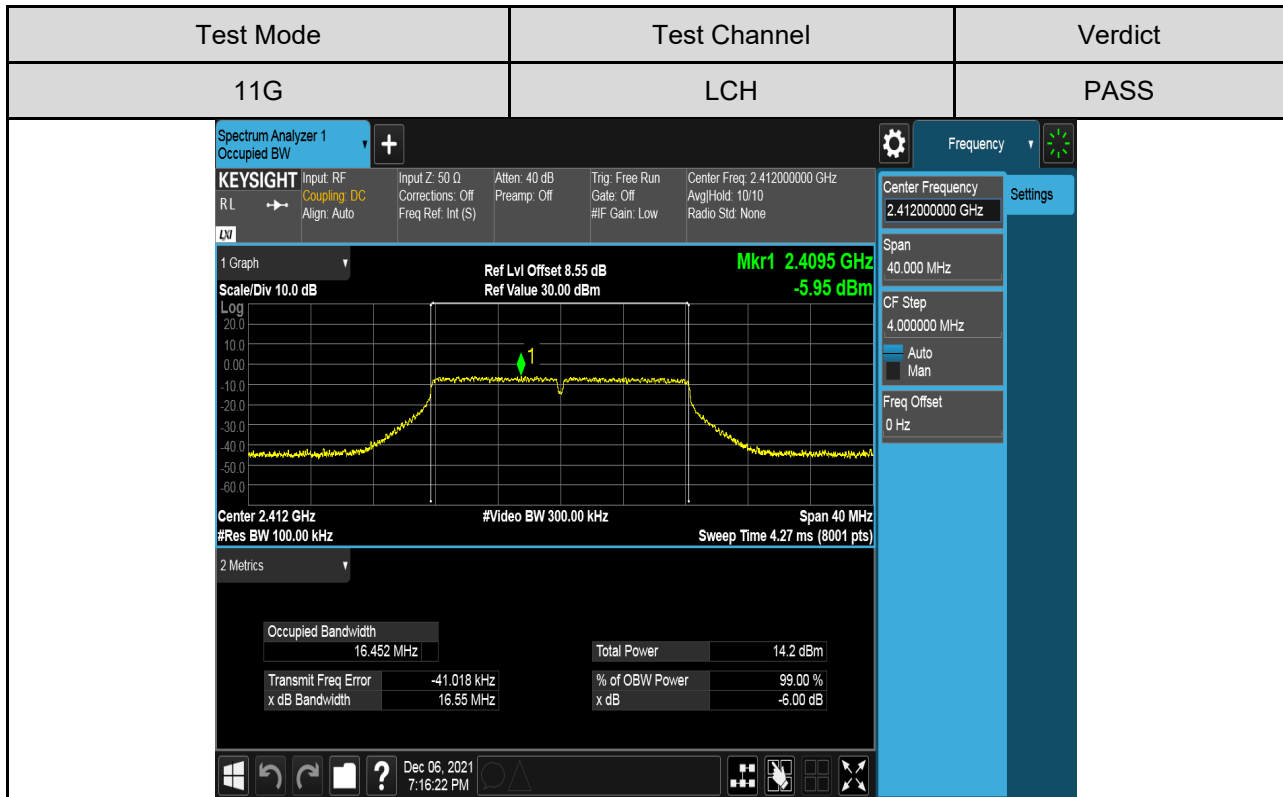 Test Mode Test Channel Verdict
11G LCH PASS
Spectrum Analyzer 1
Occupied BW
+
Frequency
KEYSIGHT
R L
LXI
Input: RF
Coupling: DC
Align: Auto
Input Z: 50 Ω
Corrections: Off
Freq Ref: Int (S)
Atten: 40 dB
Preamp: Off
Trig: Free Run
Gate: Off
#IF Gain: Low
Center Freq: 2.412000000 GHz
Avg|Hold: 10/10
Radio Std: None
Center Frequency
2.412000000 GHz
Settings
Span
40.000 MHz
CF Step
4.000000 MHz
Auto
Man
Freq Offset
0 Hz
1 Graph
Scale/Div 10.0 dB
Ref Lvl Offset 8.55 dB
Ref Value 30.00 dBm
Mkr1 2.4095 GHz
-5.95 dBm
Log
20.0
10.0
0.00
-10.0
-20.0
-30.0
-40.0
-50.0
-60.0
1
Center 2.412 GHz
#Res BW 100.00 kHz
#Video BW 300.00 kHz
Span 40 MHz
Sweep Time 4.27 ms (8001 pts)
2 Metrics
Occupied Bandwidth
16.452 MHz
Total Power 14.2 dBm
Transmit Freq Error -41.018 kHz
% of OBW Power 99.00 %
x dB Bandwidth 16.55 MHz
x dB -6.00 dB
?
Dec 06, 2021
7:16:22 PM